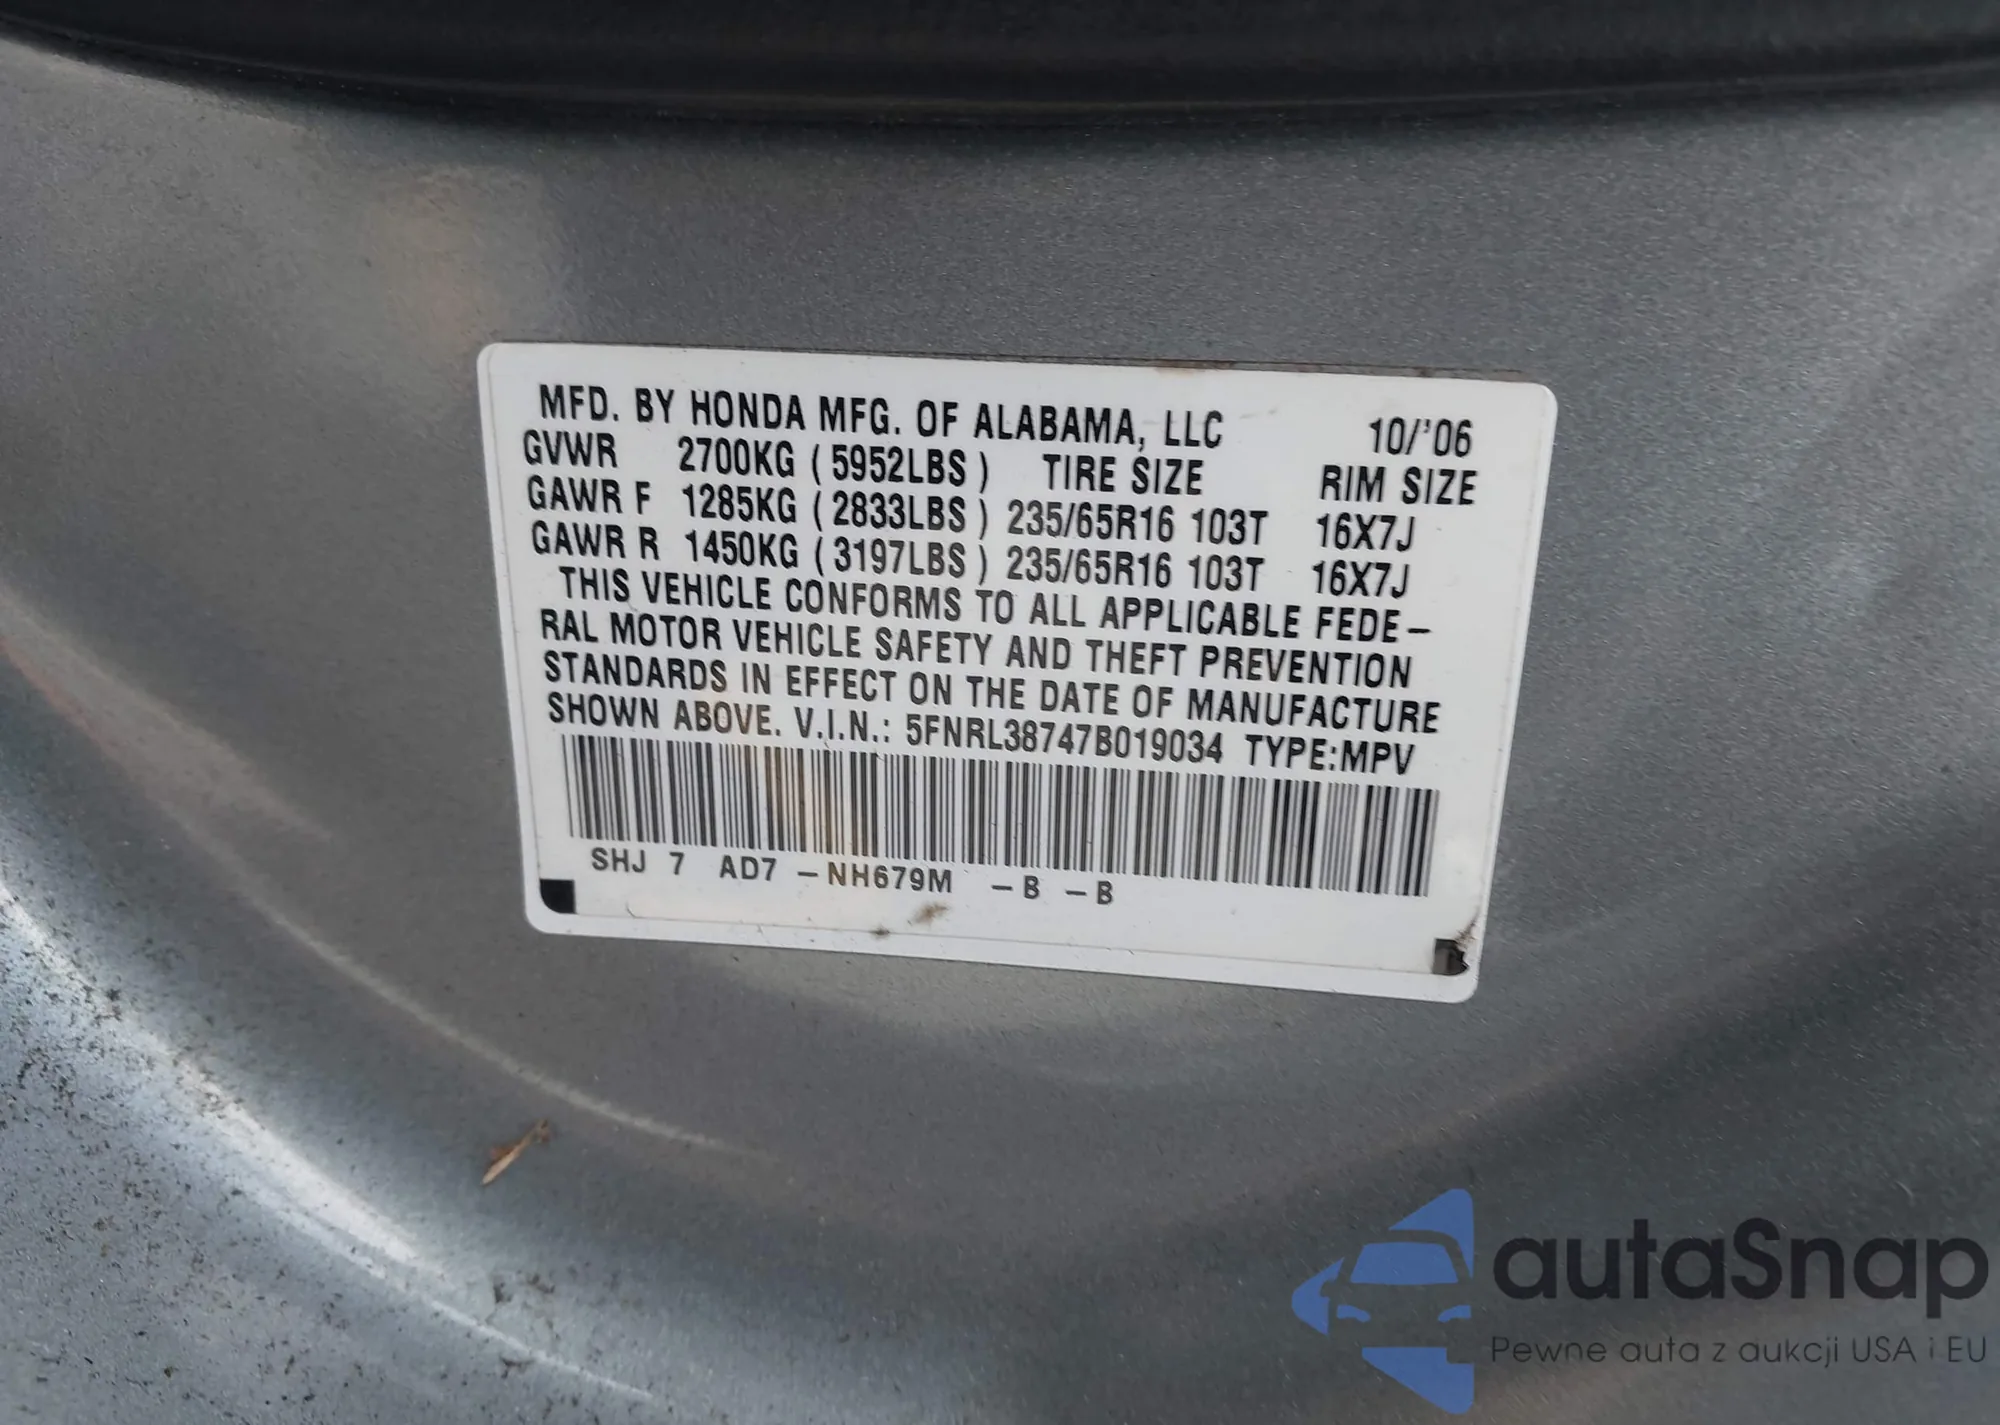 MFD. BY HONDA MFG. OF ALABAMA, LLC 10/'06
GVWR 2700KG ( 5952LBS ) TIRE SIZE RIM SIZE
GAWR F 1285KG ( 2833LBS ) 235/65R16 103T 16X7J
GAWR R 1450KG ( 3197LBS ) 235/65R16 103T 16X7J
THIS VEHICLE CONFORMS TO ALL APPLICABLE FEDE–
RAL MOTOR VEHICLE SAFETY AND THEFT PREVENTION
STANDARDS IN EFFECT ON THE DATE OF MANUFACTURE
SHOWN ABOVE. V.I.N.: 5FNRL38747B019034 TYPE:MPV
SHJ 7 AD7 –NH679M –B –B
autaSnap
Pewne auta z aukcji USA i EU